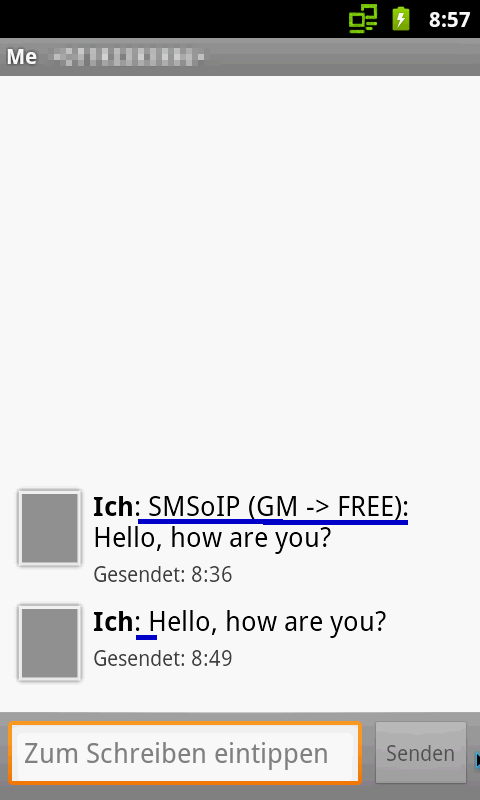 8:57
Me
Ich: SMSoIP (GM -> FREE):
Hello, how are you?
Gesendet: 8:36
Ich: Hello, how are you?
Gesendet: 8:49
Zum Schreiben eintippen
Senden